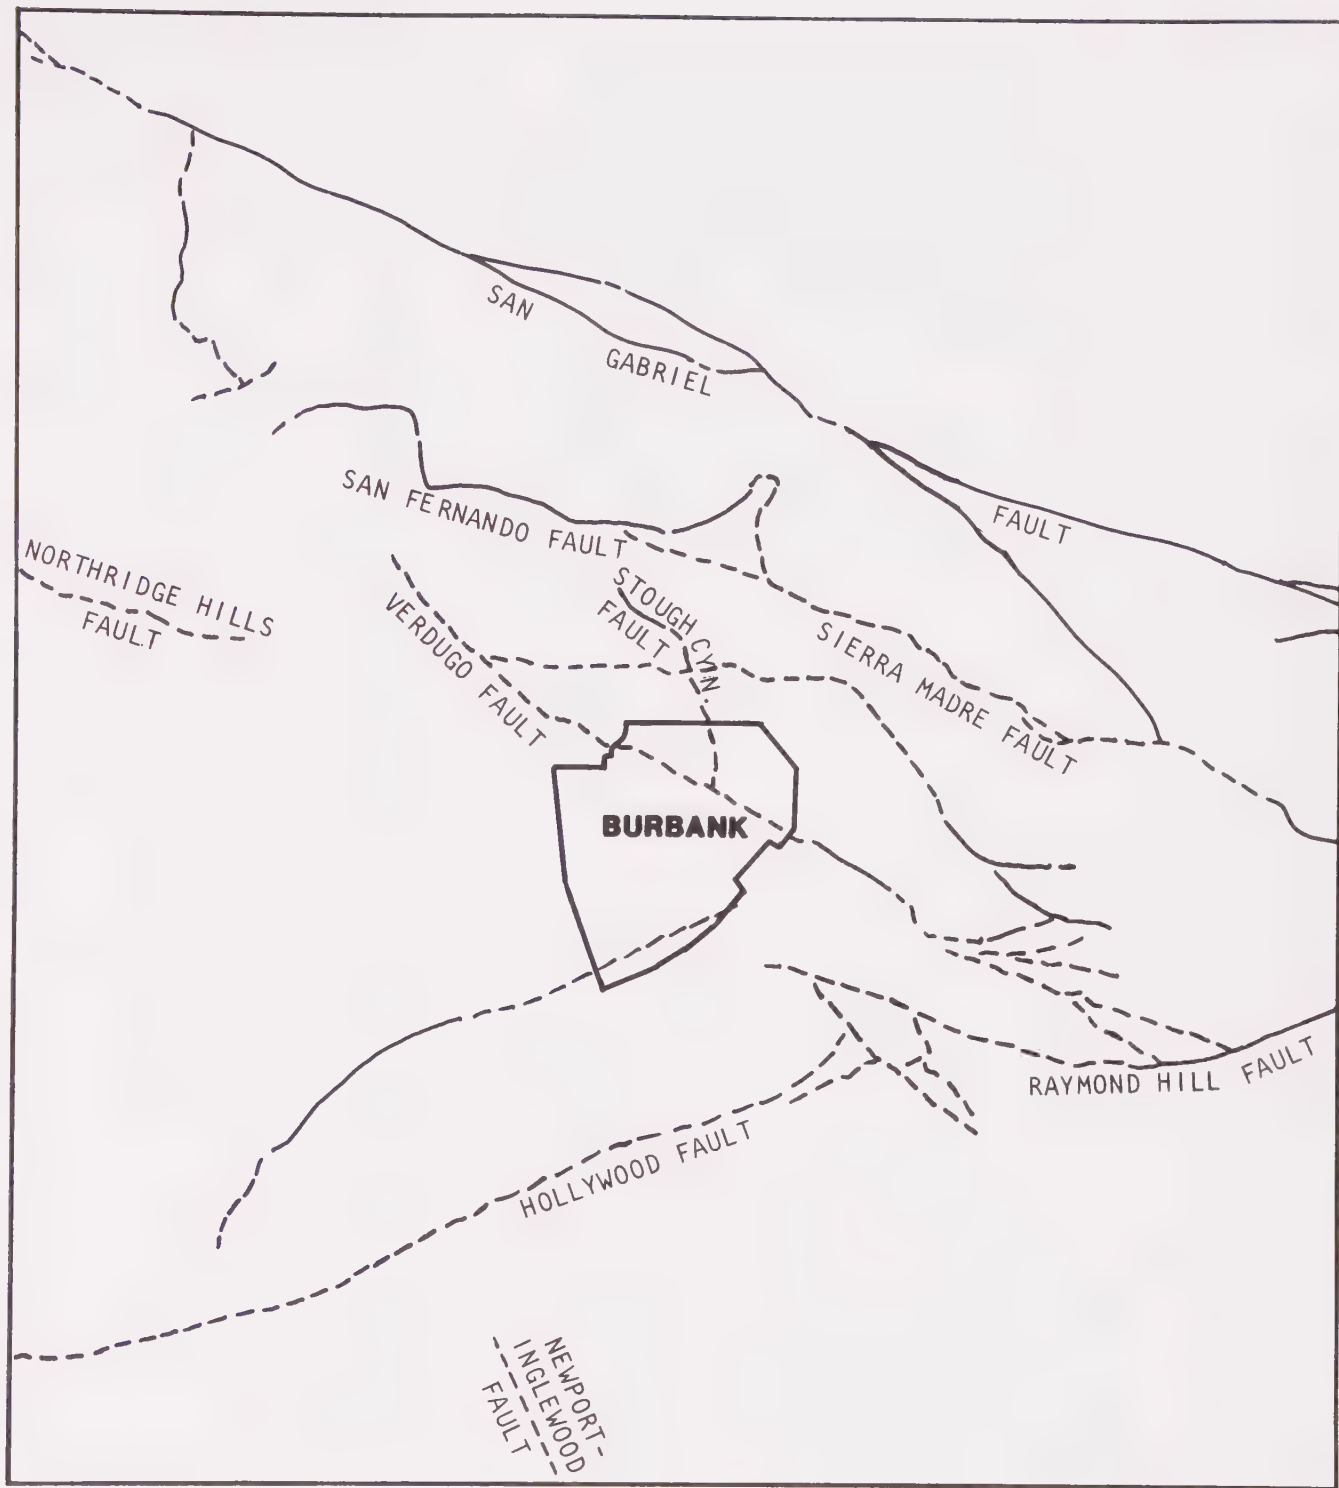 SAN
GABRIEL
FAULT
SAN FERNANDO FAULT
NORTHRIDGE HILLS
FAULT
STOUGH CYN.
FAULT
VERDUGO FAULT
SIERRA MADRE FAULT
BURBANK
RAYMOND HILL FAULT
HOLLYWOOD FAULT
NEWPORT-
INGLEWOOD
FAULT